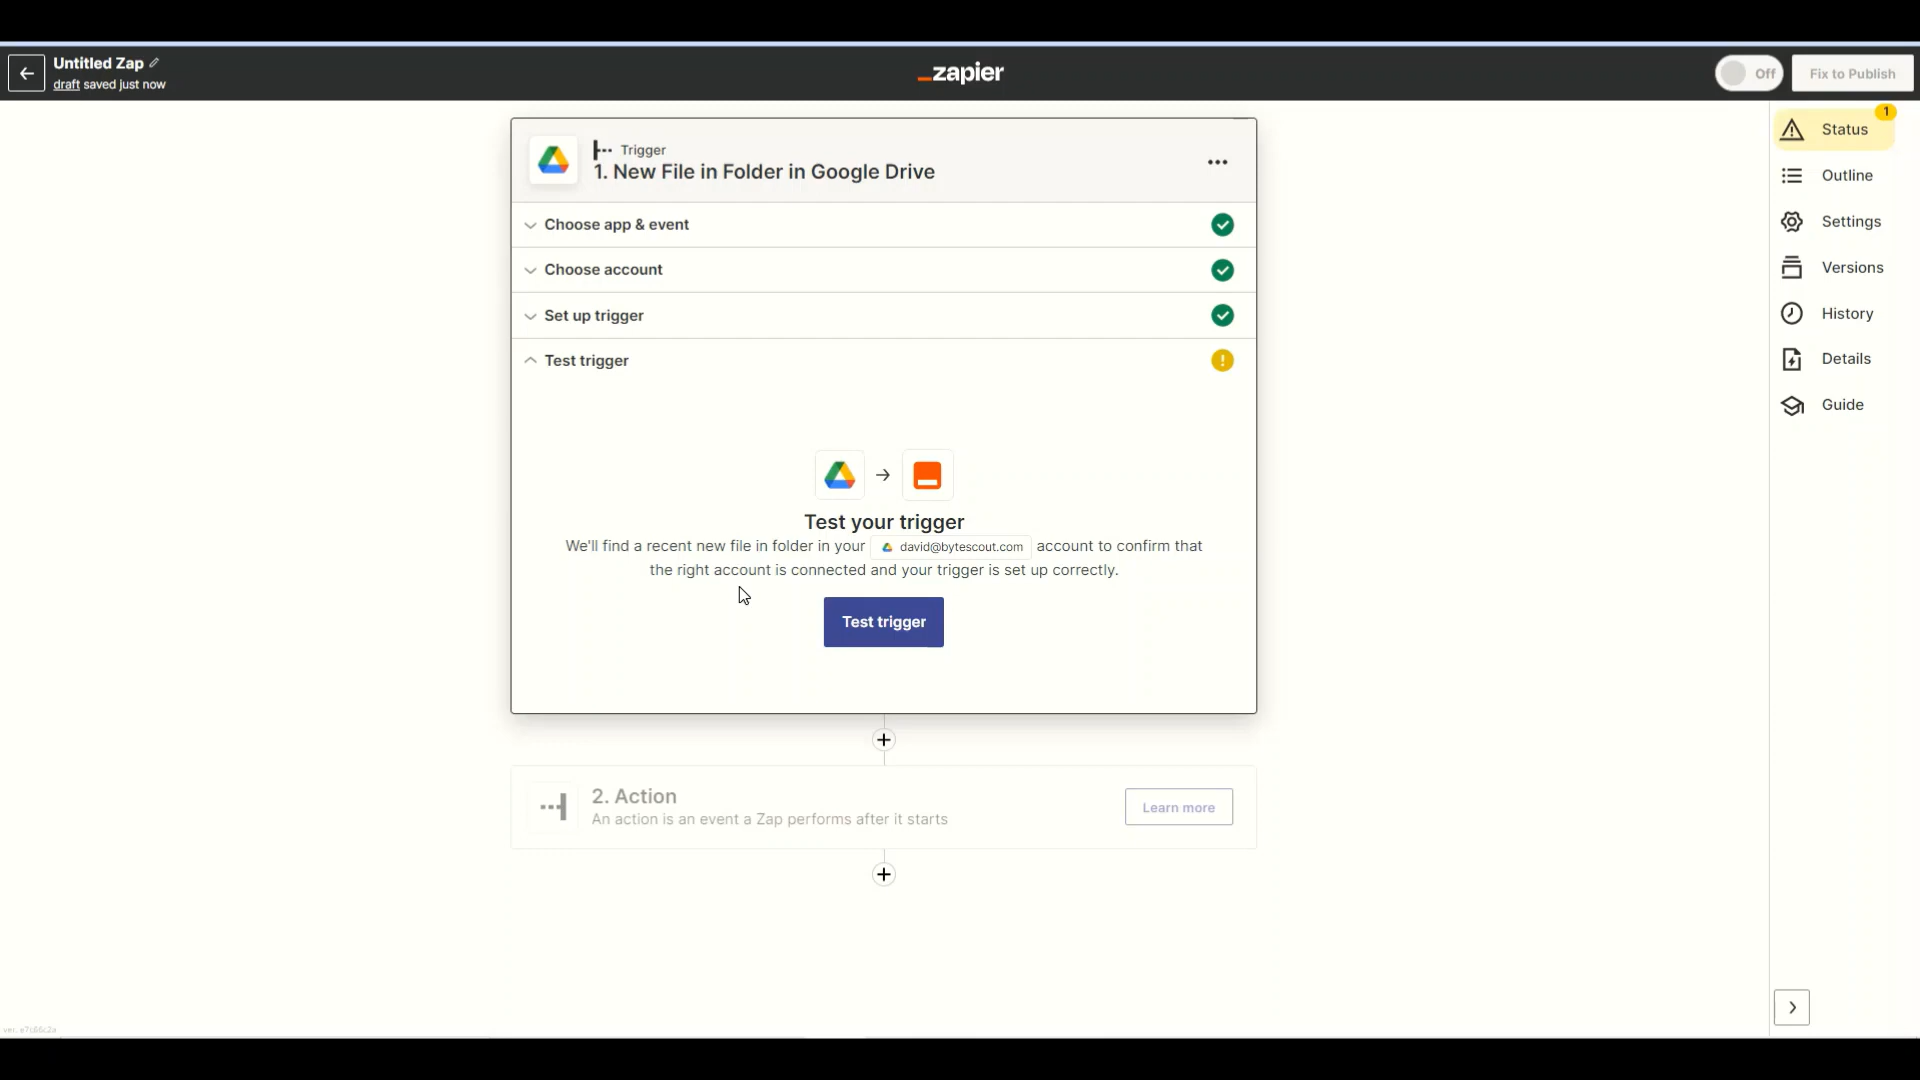 Untitled Zap
draft saved just now
_zapier
Off
Fix to Publish
Trigger
1. New File in Folder in Google Drive
Choose app & event
Choose account
Set up trigger
Test trigger
Test your trigger
We'll find a recent new file in folder in your david@bytescout.com account to confirm that
the right account is connected and your trigger is set up correctly.
Test trigger
2. Action
An action is an event a Zap performs after it starts
Learn more
1
Status
Outline
Settings
Versions
History
Details
Guide